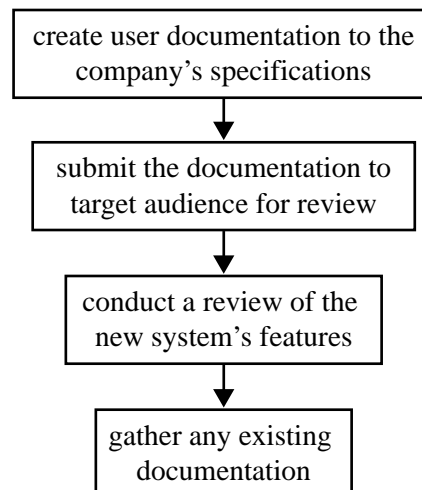 create user documentation to the
company’s specifications
submit the documentation to
target audience for review
conduct a review of the
new system’s features
gather any existing
documentation